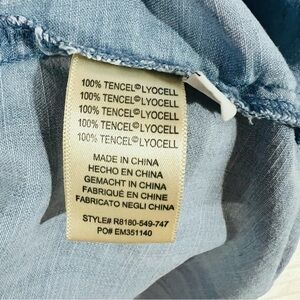 100% TENCEL©LYOCELL
100% TENCEL©LYOCELL
100% TENCEL©LYOCELL
100% TENCEL©LYOCELL
100% TENCEL©LYOCELL
MADE IN CHINA
HECHO EN CHINA
GEMACHT IN CHINA
FABRIQUÉ EN CHINE
FABRICATO NEGLI CHINA
STYLE# R8180-549-747
PO# EM351140